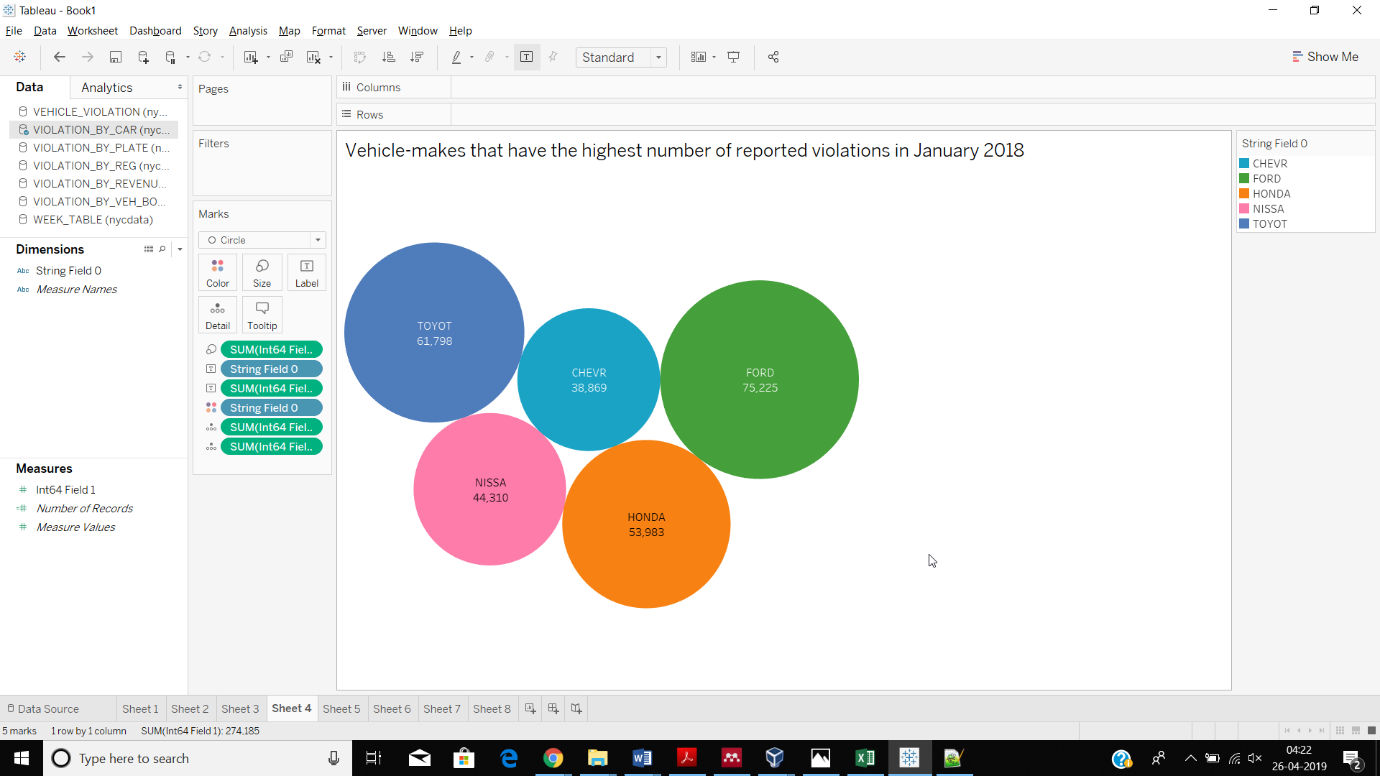 Tableau - Book1
File Data Worksheet Dashboard Story Analysis Map Format Server Window Help
Standard
Show Me
Data Analytics
VEHICLE_VIOLATION (ny...
VIOLATION_BY_CAR (nyc...
VIOLATION_BY_PLATE (n...
VIOLATION_BY_REG (nyc...
VIOLATION_BY_REVENU...
VIOLATION_BY_VEH_BO...
WEEK_TABLE (nycdata)
Dimensions
Abc String Field 0
Abc Measure Names
Measures
# Int64 Field 1
=# Number of Records
# Measure Values
Pages
Filters
Marks
Circle
Color Size Label
Detail Tooltip
SUM(Int64 Fiel..
String Field 0
SUM(Int64 Fiel..
String Field 0
SUM(Int64 Fiel..
SUM(Int64 Fiel..
Columns
Rows
Vehicle-makes that have the highest number of reported violations in January 2018
TOYOT
61,798
CHEVR
38,869
FORD
75,225
NISSA
44,310
HONDA
53,983
String Field 0
CHEVR
FORD
HONDA
NISSA
TOYOT
Data Source Sheet 1 Sheet 2 Sheet 3 Sheet 4 Sheet 5 Sheet 6 Sheet 7 Sheet 8
5 marks 1 row by 1 column SUM(Int64 Field 1): 274.185
Type here to search
04:22
26-04-2019
2